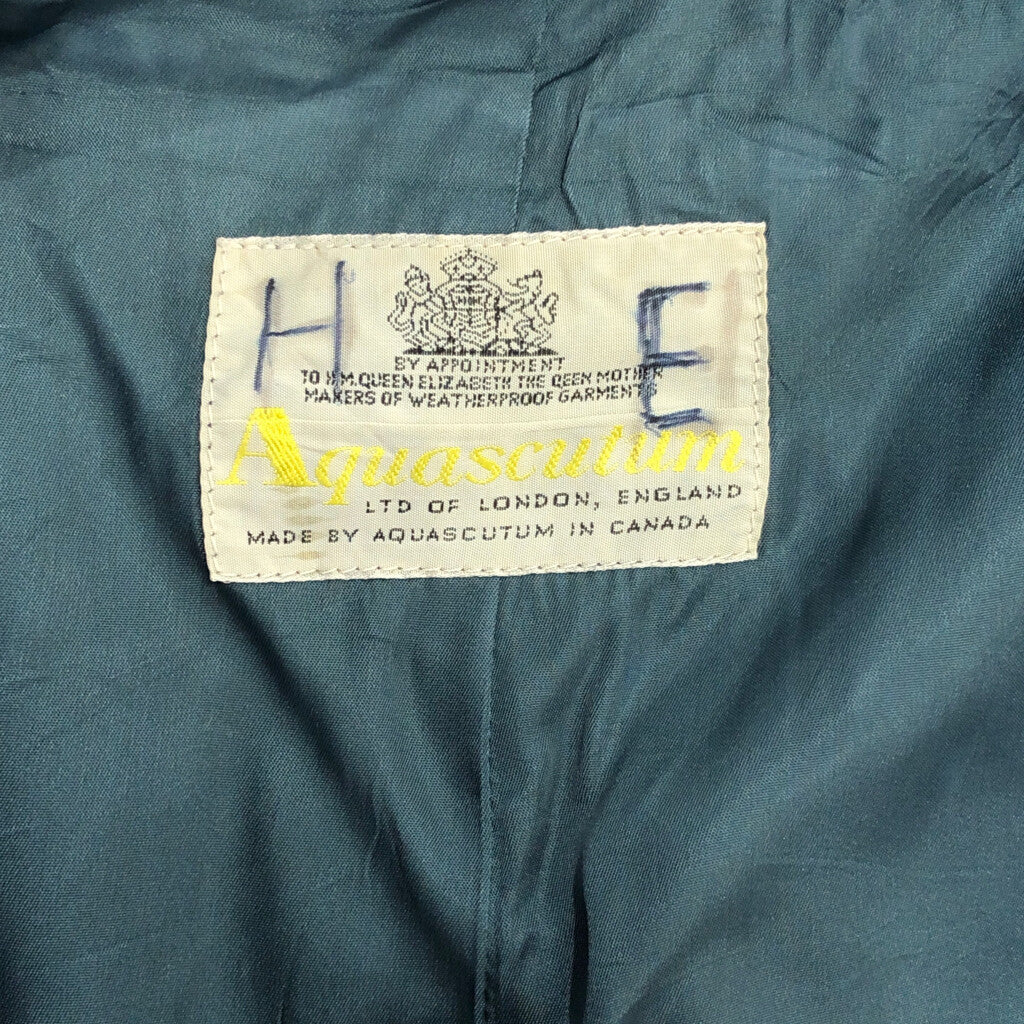 H E
BY APPOINTMENT
TO H.M.QUEEN ELIZABETH THE QEEN MOTHER
MAKERS OF WEATHERPROOF GARMENT
Aquascutum
LTD OF LONDON, ENGLAND
MADE BY AQUASCUTUM IN CANADA